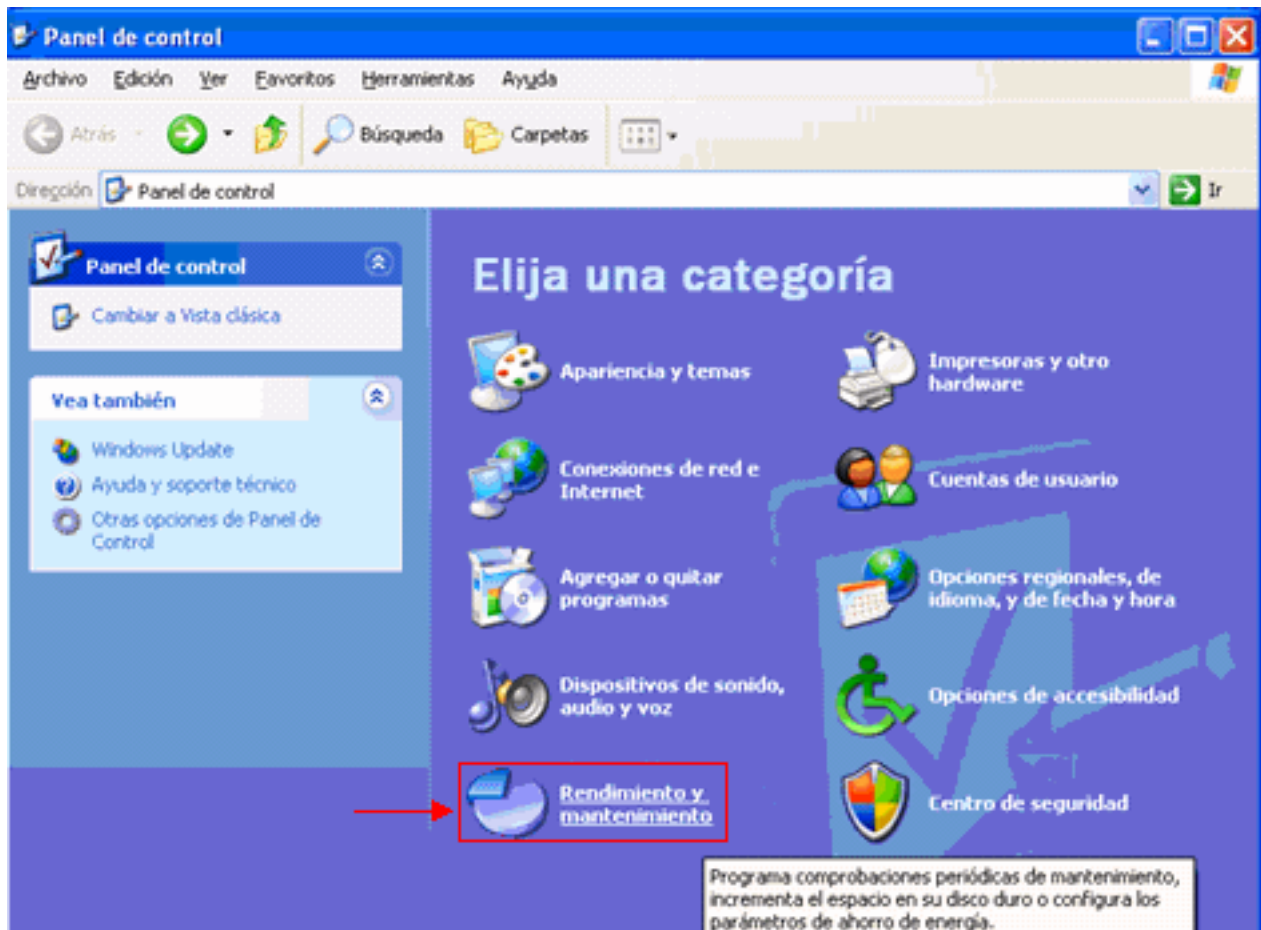 Panel de control
Archivo Edición Ver Favoritos Herramientas Ayuda
Atrás Búsqueda Carpetas
Dirección Panel de control Ir
Panel de control
Cambiar a Vista clásica
Vea también
Windows Update
Ayuda y soporte técnico
Otras opciones de Panel de
Control
Elija una categoría
Apariencia y temas
Impresoras y otro
hardware
Conexiones de red e
Internet
Cuentas de usuario
Agregar o quitar
programas
Opciones regionales, de
idioma, y de fecha y hora
Dispositivos de sonido,
audio y voz
Opciones de accesibilidad
Rendimiento y
mantenimiento
Centro de seguridad
Programa comprobaciones periódicas de mantenimiento,
incrementa el espacio en su disco duro o configura los
parámetros de ahorro de energía.